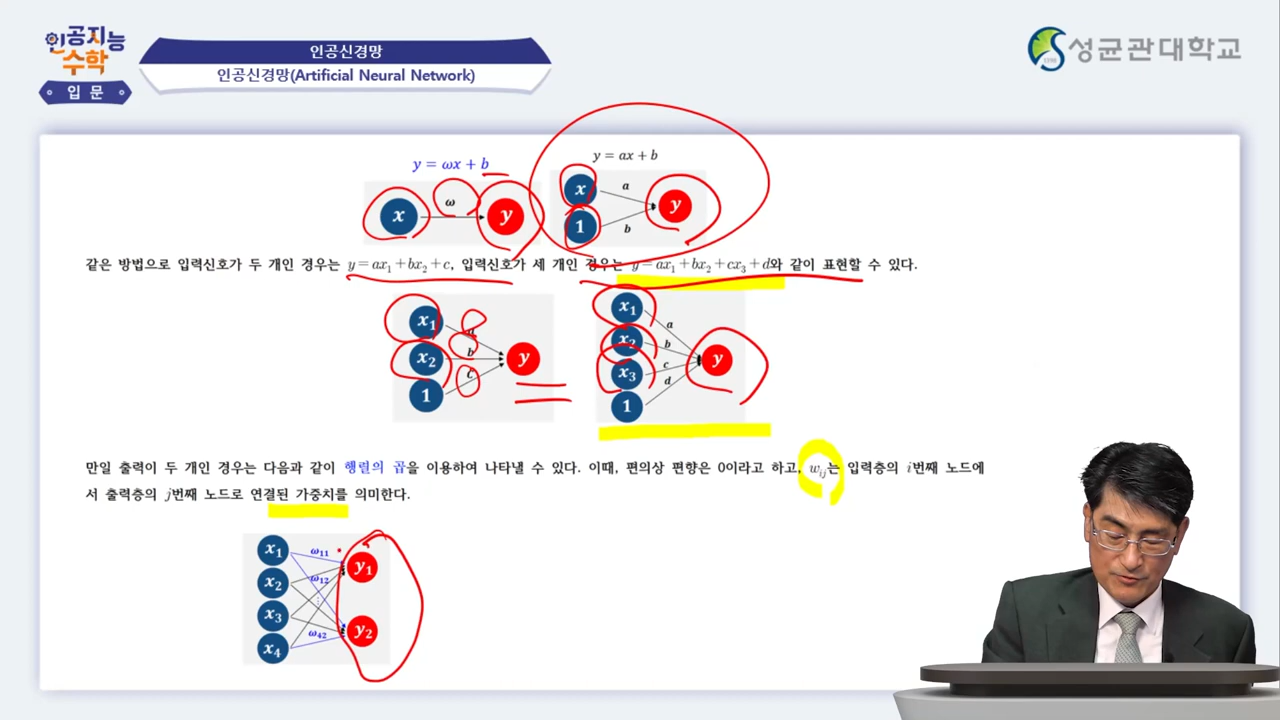 인공지능
수학
입문
인공신경망
인공신경망(Artificial Neural Network)
성균관대학교
y = ωx + b
y = ax + b
x ω y
x a y
1 b
같은 방법으로 입력신호가 두 개인 경우는 y = ax₁ + bx₂ + c, 입력신호가 세 개인 경우는 y = ax₁ + bx₂ + cx₃ + d와 같이 표현할 수 있다.
x₁ a
x₂ b y
1 c
x₁ a
x₂ b y
x₃ c
1 d
만일 출력이 두 개인 경우는 다음과 같이 행렬의 곱을 이용하여 나타낼 수 있다. 이때, 편의상 편향은 0이라고 하고, wᵢⱼ는 입력층의 i번째 노드에
서 출력층의 j번째 노드로 연결된 가중치를 의미한다.
x₁ ω₁₁ y₁
x₂ ω₁₂
x₃ ω₄₂ y₂
x₄